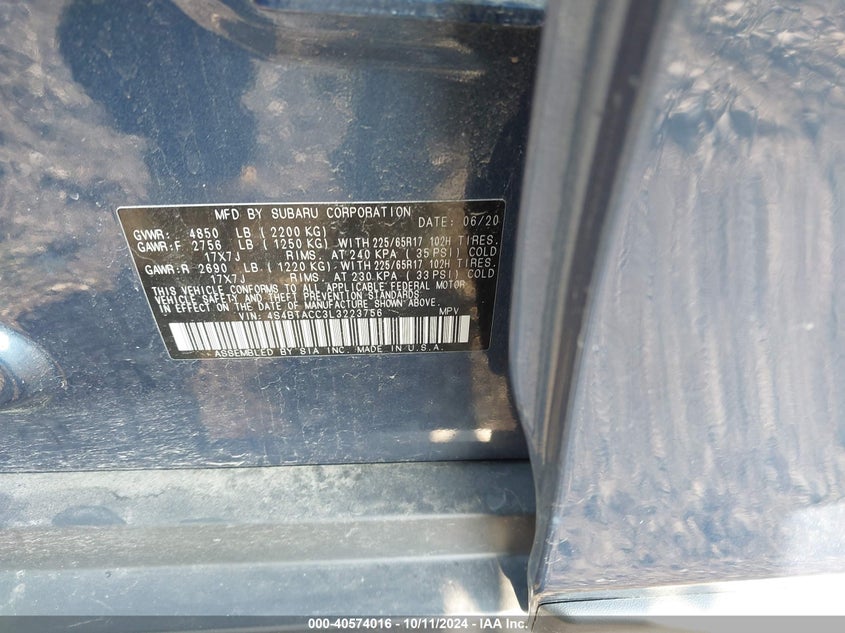 MFD BY SUBARU CORPORATION DATE: 06/20
GVWR: 4850 LB (2200 KG)
GAWR:F 2756 LB (1250 KG) WITH 225/65R17 102H TIRES.
17X7J RIMS. AT 240 KPA (35 PSI) COLD
GAWR:R 2690 LB. (1220 KG). WITH 225/65R17 102H TIRES
17X7J RIMS. AT 230 KPA (33 PSI) COLD
THIS VEHICLE CONFORMS TO ALL APPLICABLE FEDERAL MOTOR
VEHICLE SAFETY AND THEFT PREVENTION STANDARDS
IN EFFECT ON THE DATE OF MANUFACTURE SHOWN ABOVE.
VIN: 4S4BTACC3L3223756 MPV
ASSEMBLED BY SIA INC. MADE IN U.S.A.
000-40574016 - 10/11/2024 - IAA Inc.